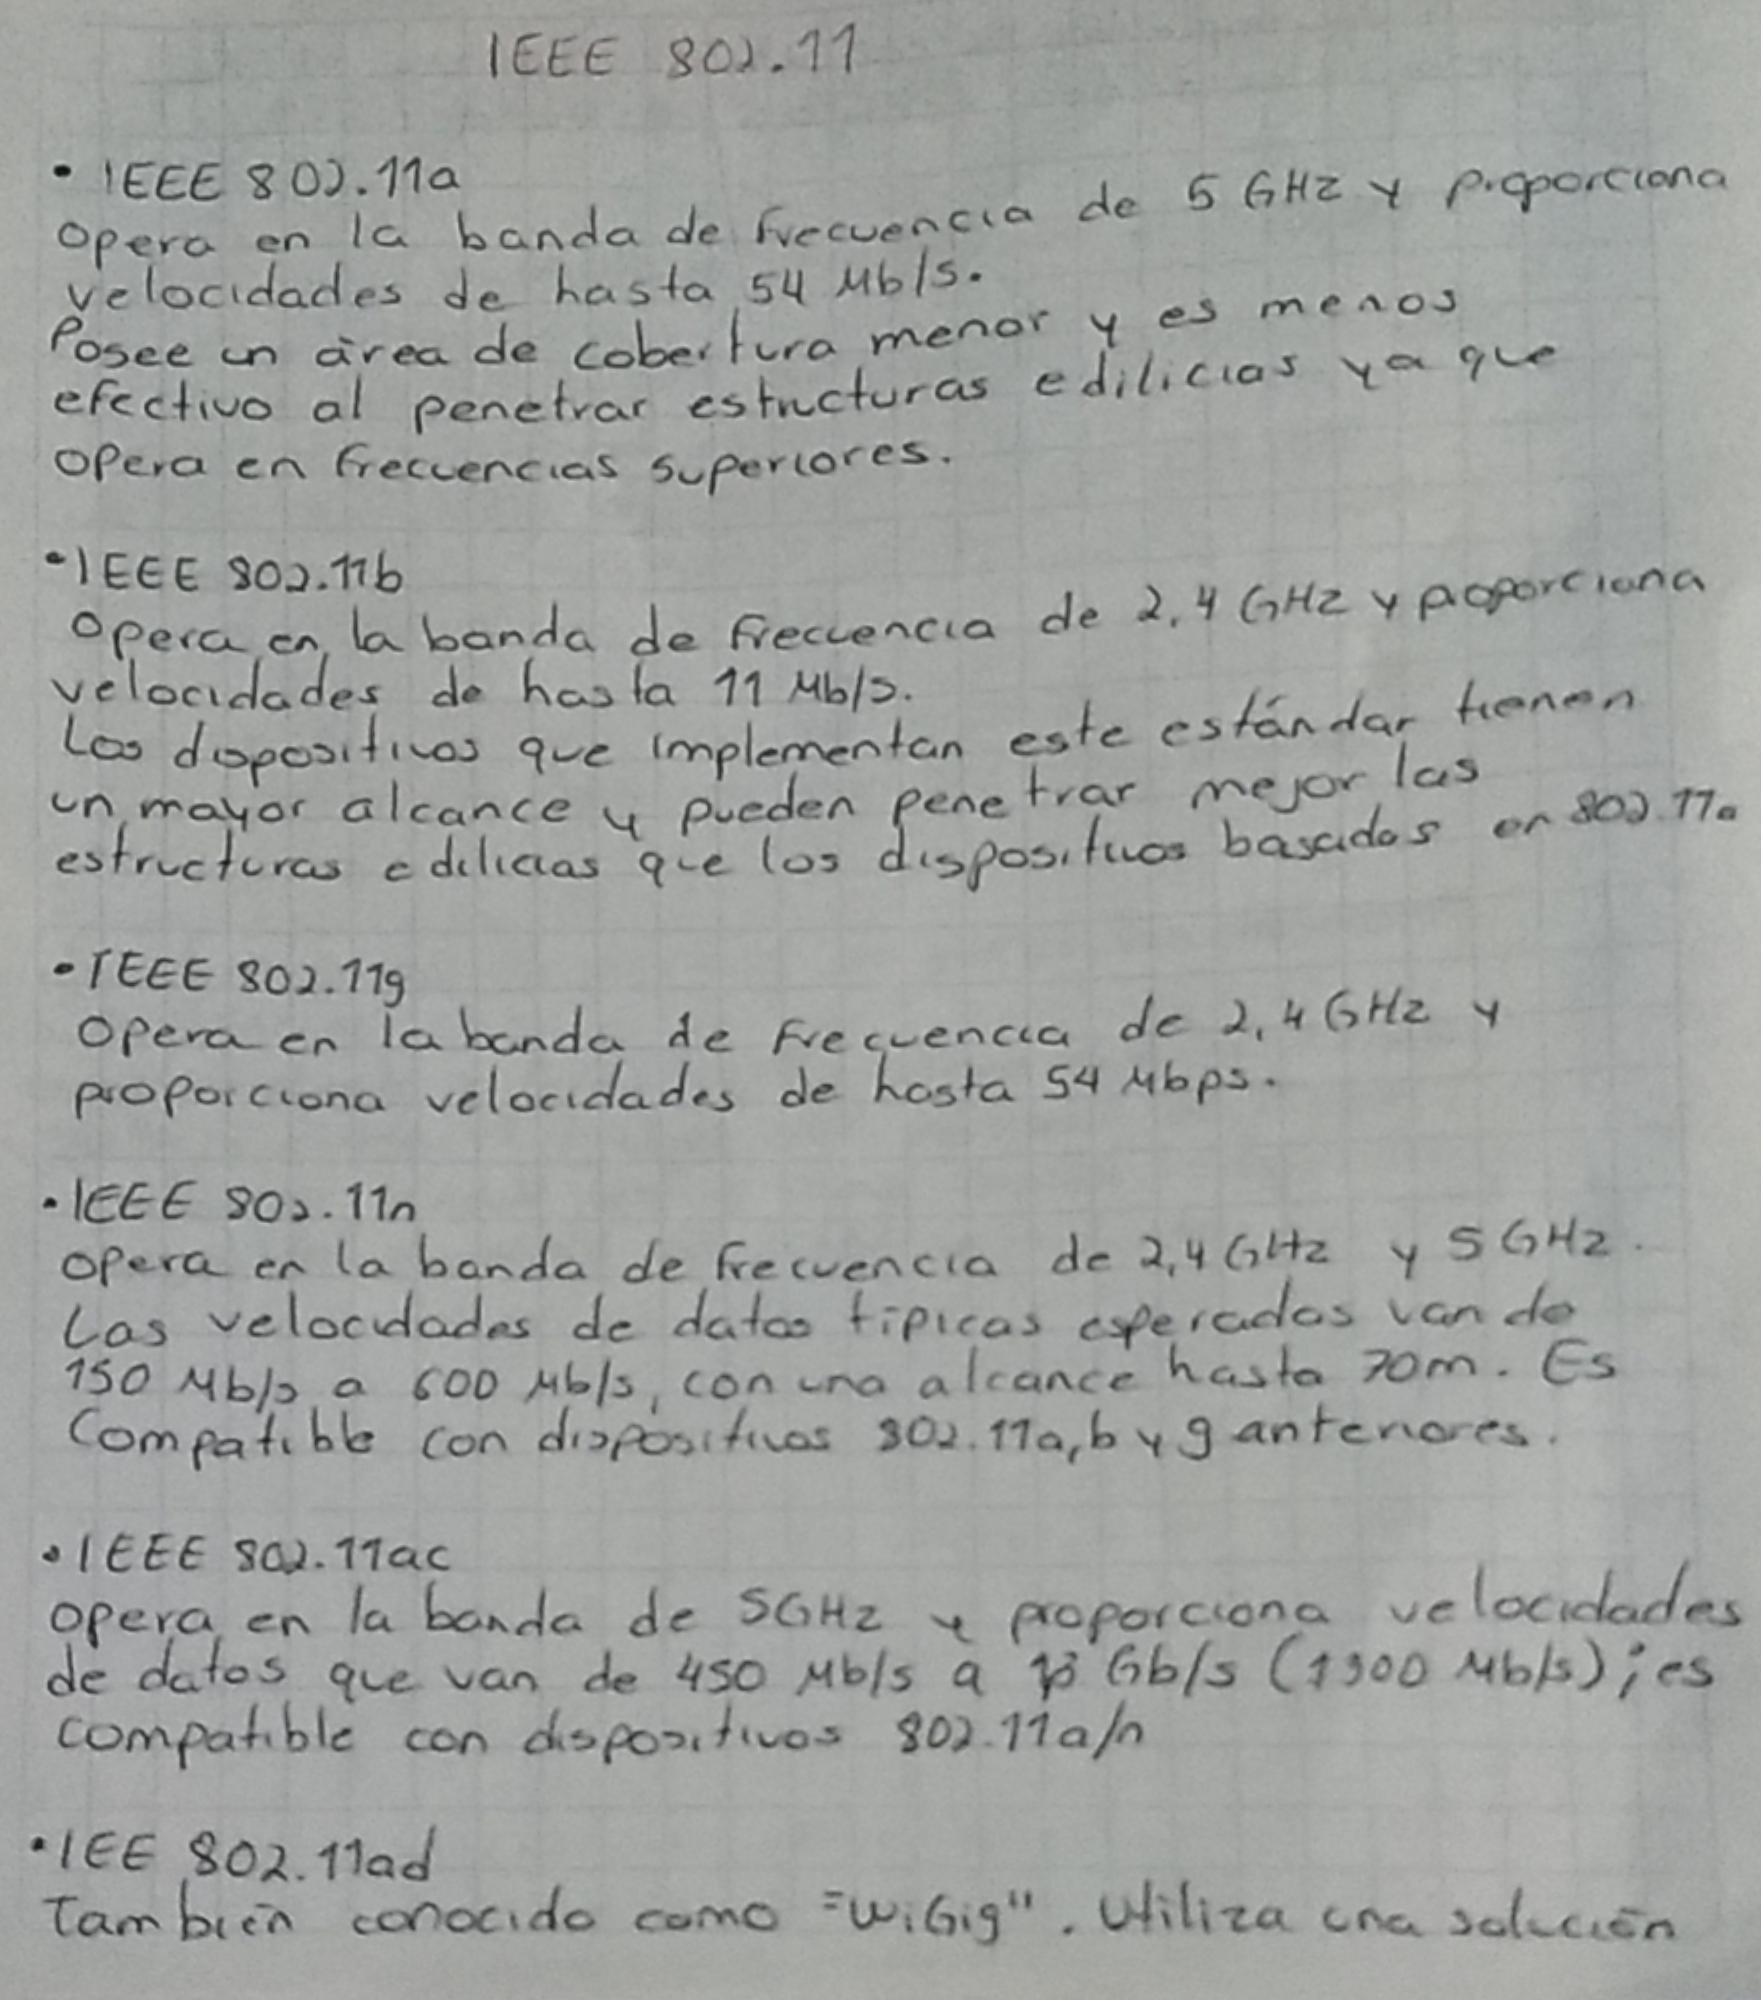 IEEE 802.11
• IEEE 802.11a
Opera en la banda de frecuencia de 5 GHz y proporciona
velocidades de hasta 54 Mb/s.
Posee un área de cobertura menor y es menos
efectivo al penetrar estructuras edilicias ya que
opera en frecuencias superiores.
• IEEE 802.11b
Opera en la banda de frecuencia de 2,4 GHz y proporciona
velocidades de hasta 11 Mb/s.
Los dispositivos que implementan este estándar tienen
un mayor alcance y pueden penetrar mejor las
estructuras edilicias que los dispositivos basados en 802.11a
• IEEE 802.11g
Opera en la banda de frecuencia de 2,4 GHz y
proporciona velocidades de hasta 54 Mbps.
• IEEE 802.11n
Opera en la banda de frecuencia de 2,4 GHz y 5 GHz.
Las velocidades de datos típicas esperadas van de
150 Mb/s a 600 Mb/s, con una alcance hasta 70m. Es
Compatible con dispositivos 802.11a, b y g anteriores.
• IEEE 802.11ac
Opera en la banda de 5GHz y proporciona velocidades
de datos que van de 450 Mb/s a Gb/s (1300 Mb/s); es
compatible con dispositivos 802.11a/n
• IEE 802.11ad
También conocido como "WiGig". Utiliza una solución